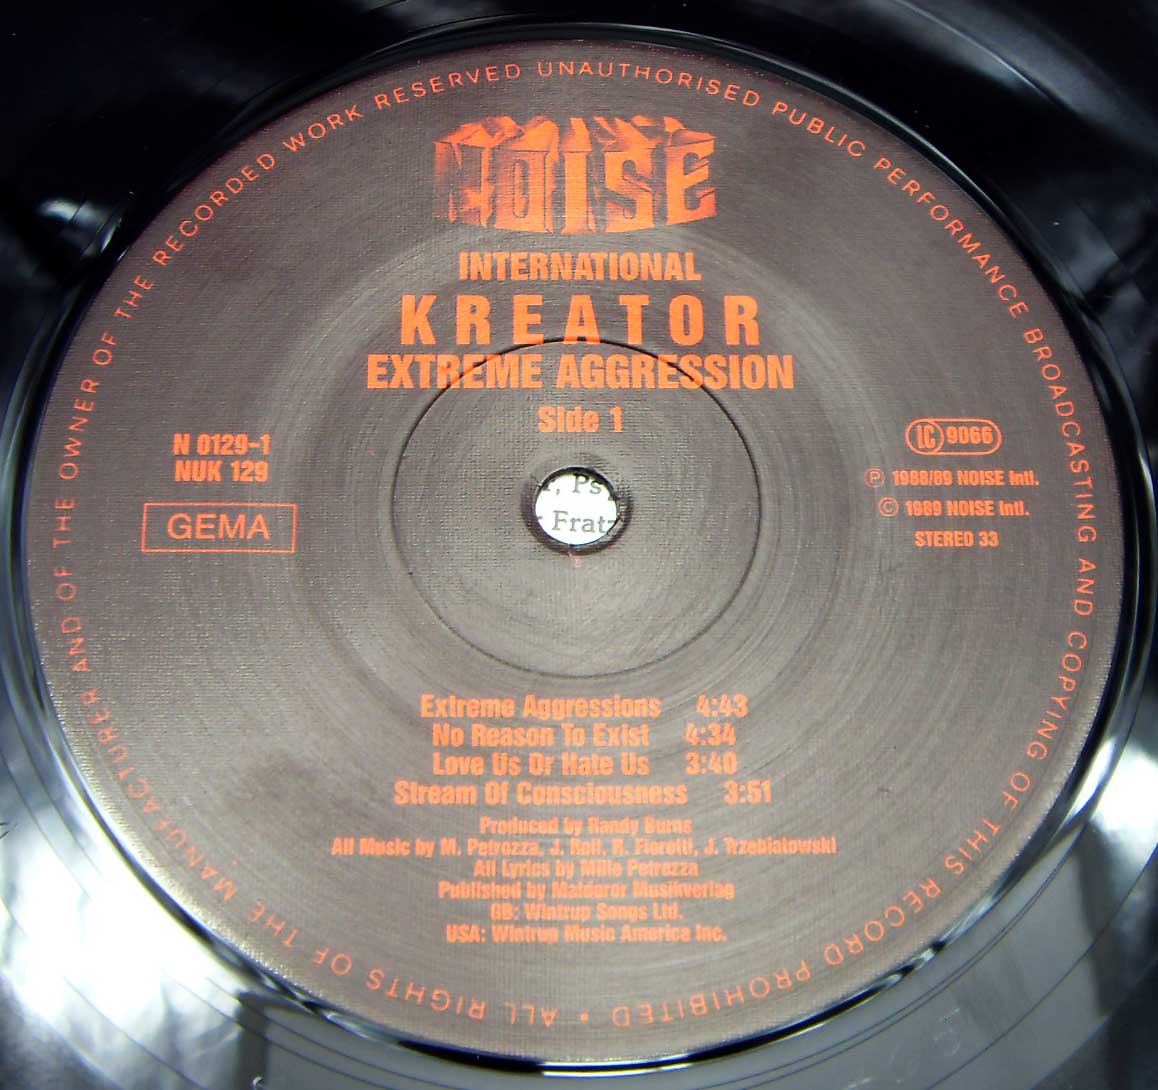 ALL RIGHTS OF THE MANUFACTURER AND OF THE OWNER OF THE RECORDED WORK RESERVED UNAUTHORISED PUBLIC PERFORMANCE BROADCASTING AND COPYING OF THIS RECORD PROHIBITED •
NOISE
INTERNATIONAL
KREATOR
EXTREME AGGRESSION
Side 1
N 0129-1
NUK 129
GEMA
LC 9066
Ⓟ 1988/89 NOISE Intl.
© 1989 NOISE Intl.
STEREO 33
Fratz
Extreme Aggressions 4:43
No Reason To Exist 4:34
Love Us Or Hate Us 3:40
Stream Of Consciousness 3:51
Produced by Randy Burns
All Music by M. Petrozza, J. Reil, R. Fioretti, J. Trzebiatowski
All Lyrics by Mille Petrozza
Published by Maldoror Musikverlag
GB: Wintrup Songs Ltd.
USA: Wintrup Music America Inc.